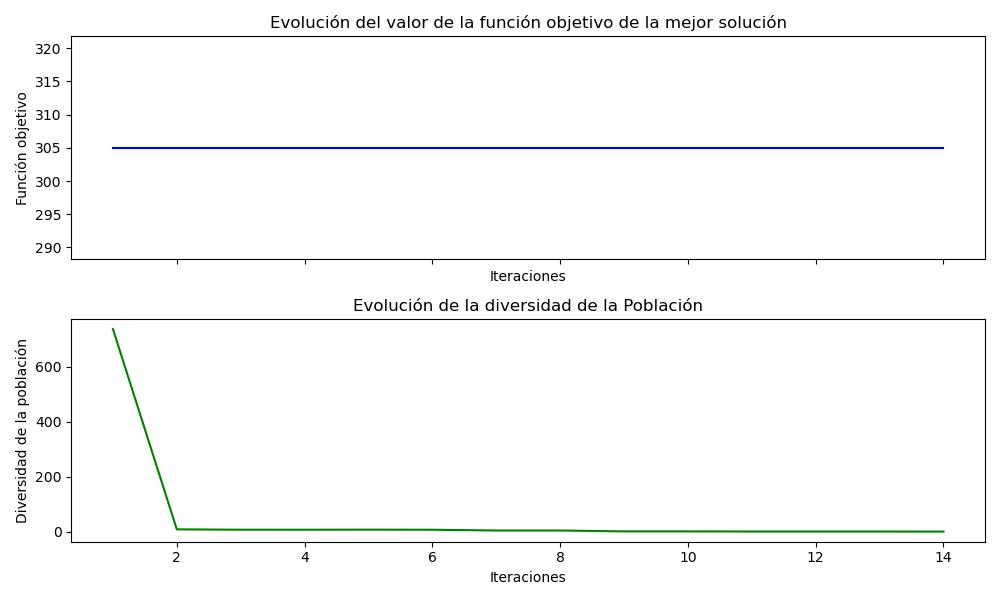 Evolución del valor de la función objetivo de la mejor solución
Función objetivo
320
315
310
305
300
295
290
Iteraciones
Evolución de la diversidad de la Población
Diversidad de la población
600
400
200
0
2 4 6 8 10 12 14
Iteraciones